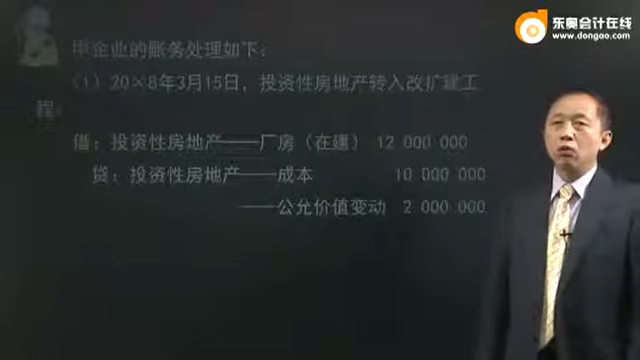 东奥会计在线
www.dongao.com
甲企业的账务处理如下：
（1）20×8年3月15日，投资性房地产转入改扩建工
程：
借：投资性房地产——厂房（在建） 12 000 000
贷：投资性房地产——成本 10 000 000
——公允价值变动 2 000 000